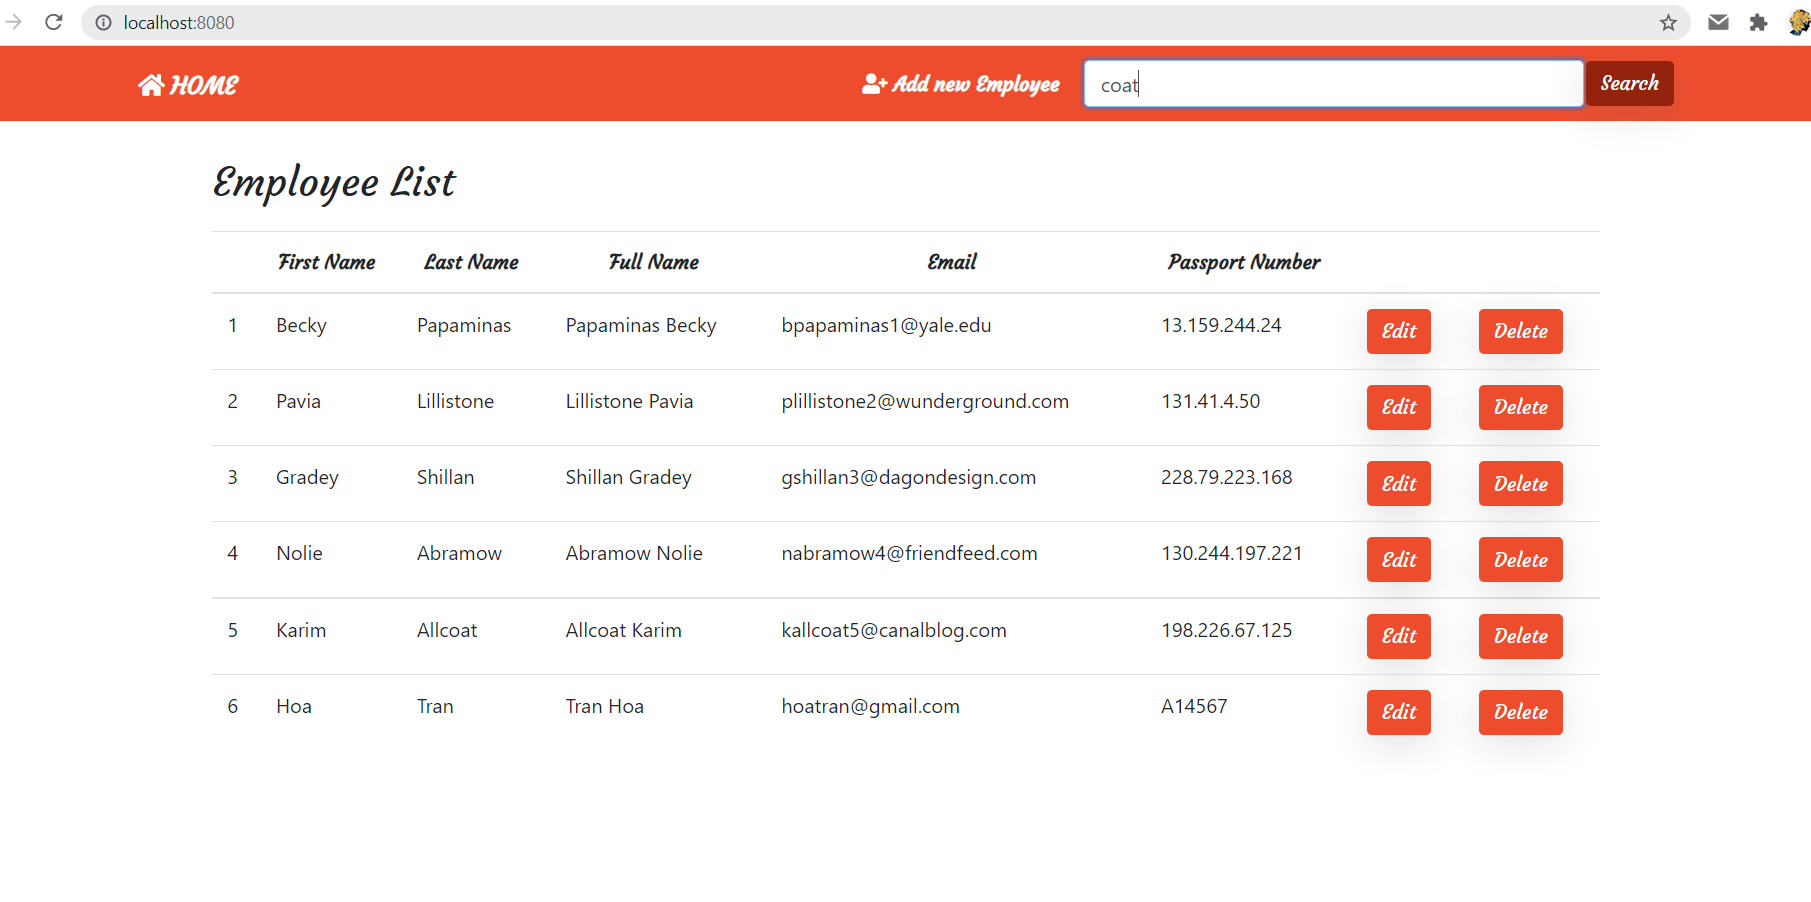 localhost:8080
HOME Add new Employee coat Search
Employee List
First Name Last Name Full Name Email Passport Number
1 Becky Papaminas Papaminas Becky bpapaminas1@yale.edu 13.159.244.24 Edit Delete
2 Pavia Lillistone Lillistone Pavia plillistone2@wunderground.com 131.41.4.50 Edit Delete
3 Gradey Shillan Shillan Gradey gshillan3@dagondesign.com 228.79.223.168 Edit Delete
4 Nolie Abramow Abramow Nolie nabramow4@friendfeed.com 130.244.197.221 Edit Delete
5 Karim Allcoat Allcoat Karim kallcoat5@canalblog.com 198.226.67.125 Edit Delete
6 Hoa Tran Tran Hoa hoatran@gmail.com A14567 Edit Delete